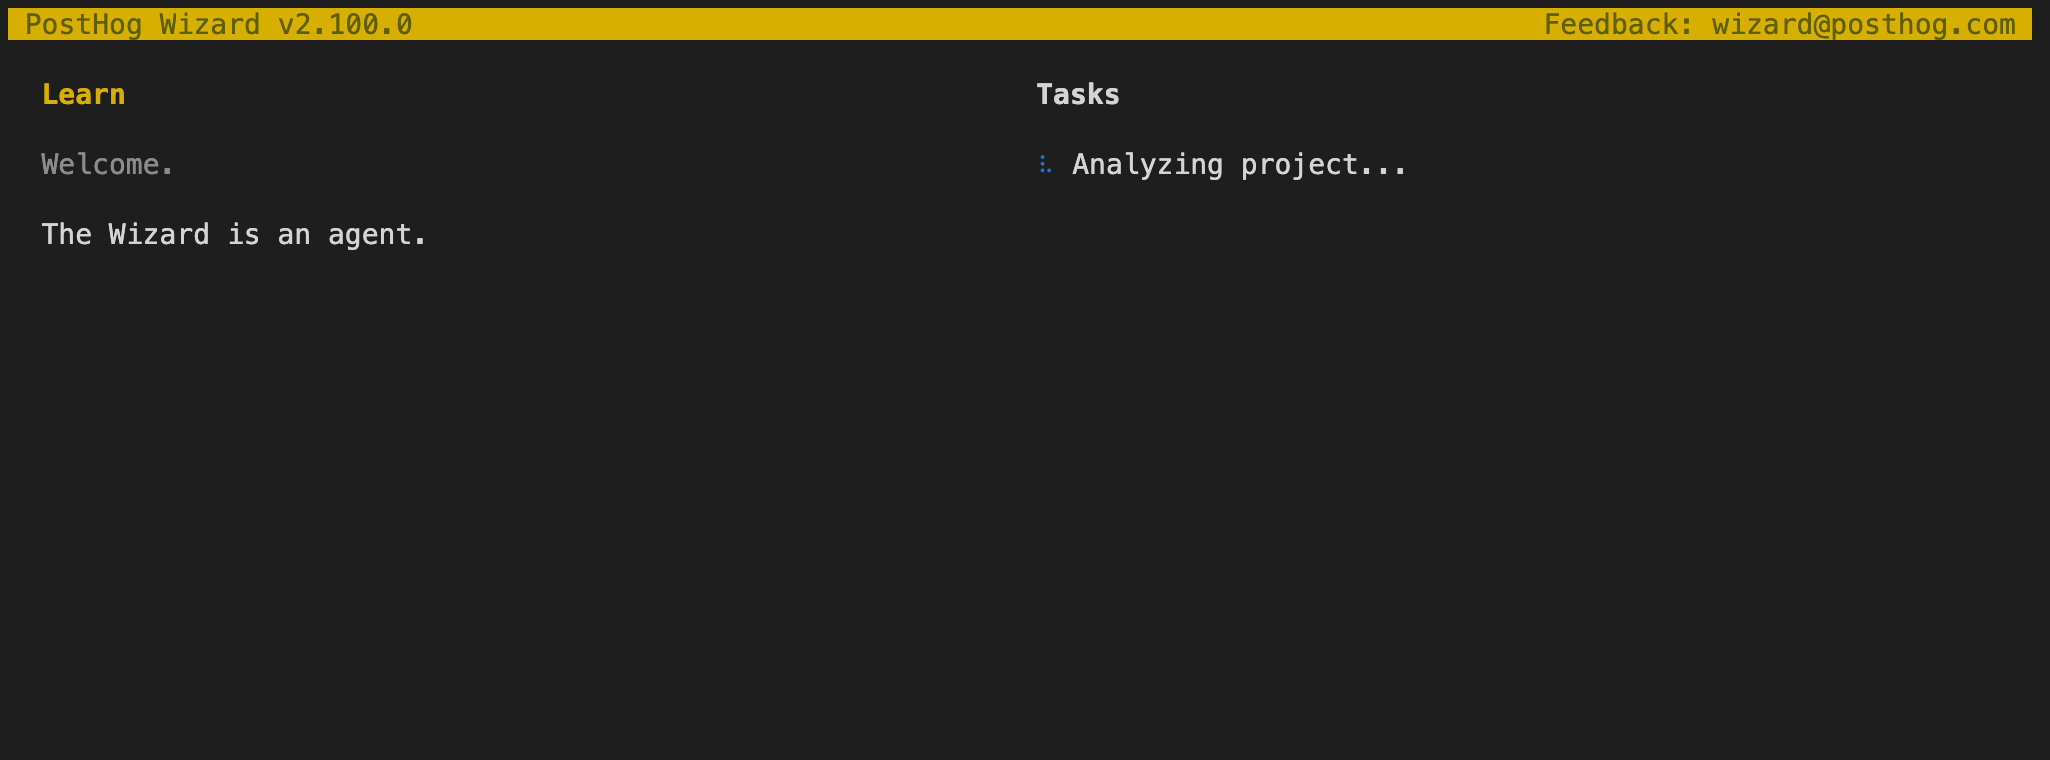 PostHog Wizard v2.100.0 Feedback: wizard@posthog.com
Learn
Welcome.
The Wizard is an agent.
Tasks
Analyzing project...